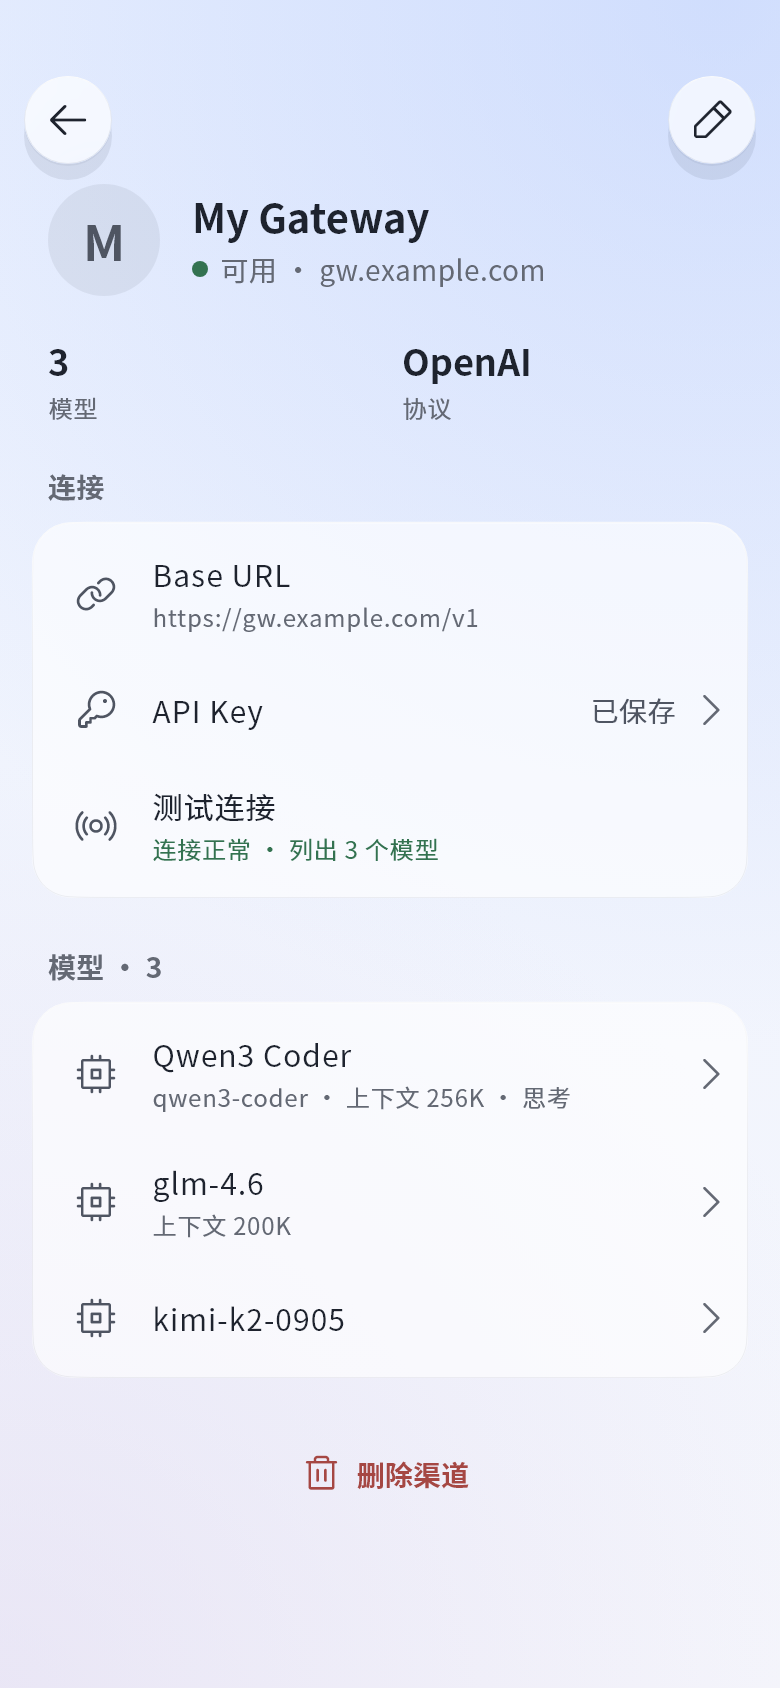 M
My Gateway
可用 · gw.example.com
3
模型
OpenAI
协议
连接
Base URL
https://gw.example.com/v1
API Key
已保存
测试连接
连接正常 · 列出 3 个模型
模型 · 3
Qwen3 Coder
qwen3-coder · 上下文 256K · 思考
glm-4.6
上下文 200K
kimi-k2-0905
删除渠道